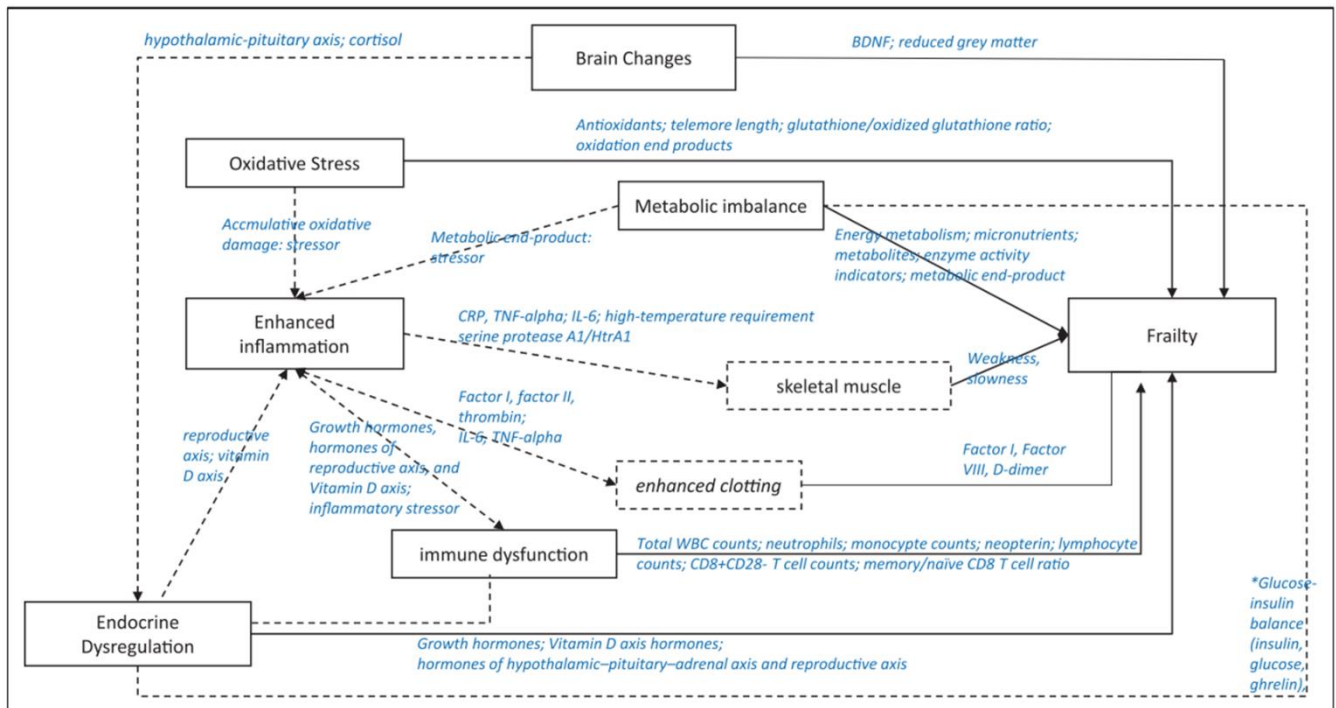 hypothalamic-pituitary axis; cortisol
Brain Changes
BDNF; reduced grey matter
Antioxidants; telemore length; glutathione/oxidized glutathione ratio;
oxidation end products
Oxidative Stress
Metabolic imbalance
Accmulative oxidative
damage: stressor
Metabolic end-product:
stressor
Energy metabolism; micronutrients;
metabolites; enzyme activity
indicators; metabolic end-product
Enhanced
inflammation
CRP, TNF-alpha; IL-6; high-temperature requirement
serine protease A1/HtrA1
Frailty
skeletal muscle
Weakness,
slowness
Factor I, factor II,
thrombin;
IL-6, TNF-alpha
Growth hormones,
hormones of
reproductive axis, and
Vitamin D axis;
inflammatory stressor
reproductive
axis; vitamin
D axis
enhanced clotting
Factor I, Factor
VIII, D-dimer
immune dysfunction
Total WBC counts; neutrophils; monocypte counts; neopterin; lymphocyte
counts; CD8+CD28- T cell counts; memory/naïve CD8 T cell ratio
Endocrine
Dysregulation
Growth hormones; Vitamin D axis hormones;
hormones of hypothalamic–pituitary–adrenal axis and reproductive axis
*Glucose-
insulin
balance
(insulin,
glucose,
ghrelin),